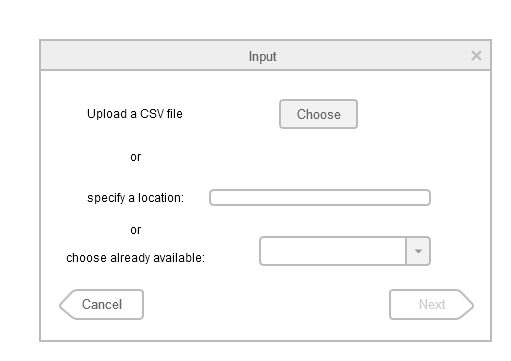 Input
Upload a CSV file Choose
or
specify a location:
or
choose already available:
Cancel Next